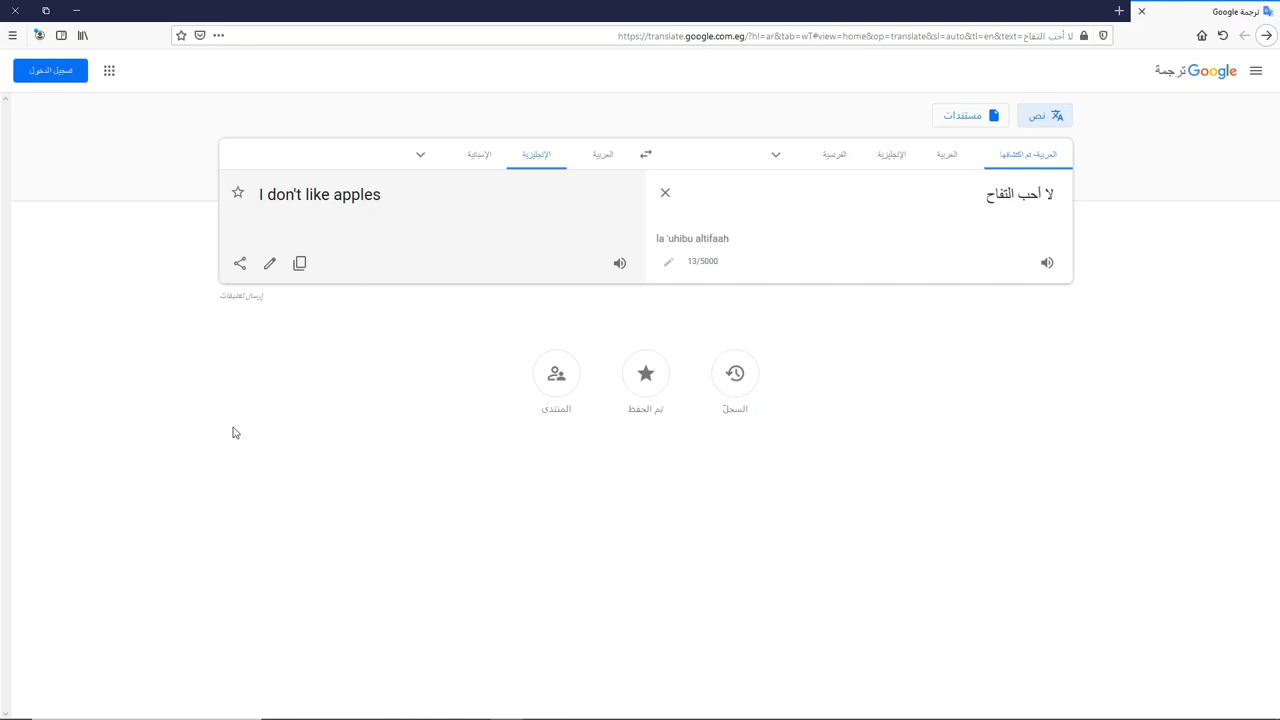 ترجمة Google
https://translate.google.com.eg/?hl=ar&tab=wT#view=home&op=translate&sl=auto&tl=en&text=لا أحب التفاح
ترجمة Google
تسجيل الدخول
نص
مستندات
العربية - تم اكتشافها
العربية
الإنجليزية
الفرنسية
العربية
الإنجليزية
الإسبانية
لا أحب التفاح
la 'uhibu altifaah
13/5000
I don't like apples
إرسال تعليقات
السجلّ
تم الحفظ
المنتدى